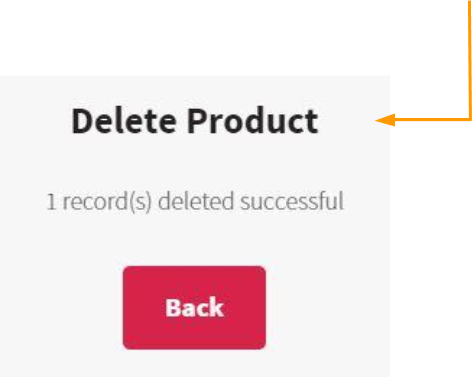 Delete Product
1 record(s) deleted successful
Back